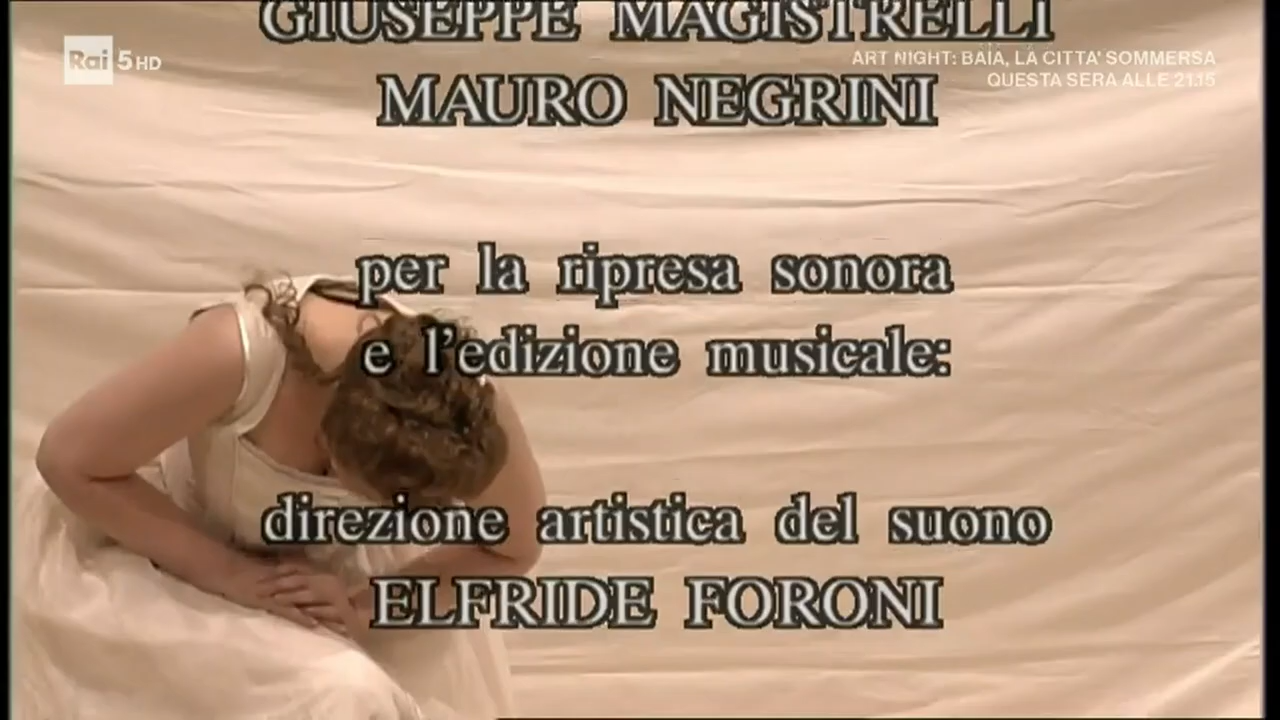 GIUSEPPE MAGISTRELLI
Rai 5 HD
ART NIGHT: BAIA, LA CITTA' SOMMERSA
QUESTA SERA ALLE 21.15
MAURO NEGRINI
per la ripresa sonora
e l'edizione musicale:
direzione artistica del suono
ELFRIDE FORONI